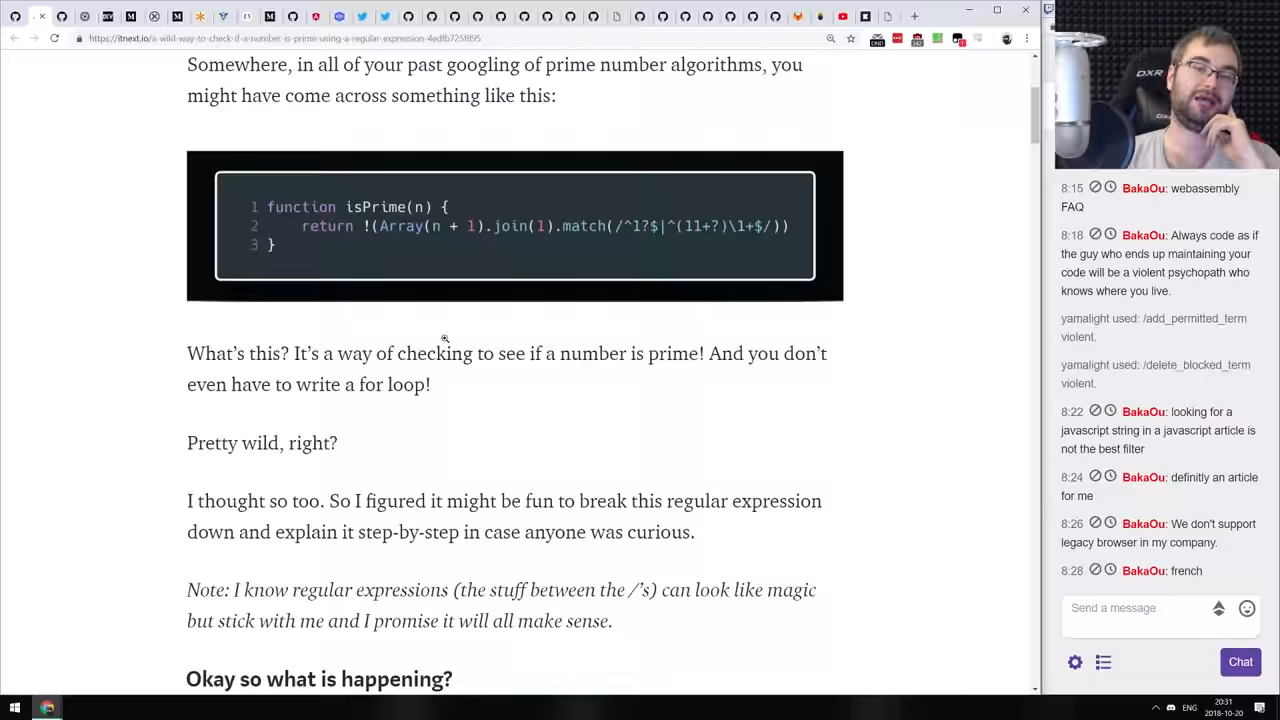 https://itnext.io/a-wild-way-to-check-if-a-number-is-prime-using-a-regular-expression-4edfb7251895
Somewhere, in all of your past googling of prime number algorithms, you
might have come across something like this:
1 function isPrime(n) {
2 return !(Array(n + 1).join(1).match(/^1?$|^(11+?)\1+$/))
3 }
What’s this? It’s a way of checking to see if a number is prime! And you don’t
even have to write a for loop!
Pretty wild, right?
I thought so too. So I figured it might be fun to break this regular expression
down and explain it step-by-step in case anyone was curious.
Note: I know regular expressions (the stuff between the /’s) can look like magic
but stick with me and I promise it will all make sense.
Okay so what is happening?
DXR
8:15 BakaOu: webassembly
FAQ
8:18 BakaOu: Always code as if
the guy who ends up maintaining your
code will be a violent psychopath who
knows where you live.
yamalight used: /add_permitted_term
violent.
yamalight used: /delete_blocked_term
violent.
8:22 BakaOu: looking for a
javascript string in a javascript article is
not the best filter
8:24 BakaOu: definitly an article
for me
8:26 BakaOu: We don't support
legacy browser in my company.
8:28 BakaOu: french
Send a message
Chat
ENG
20:31
2018-10-20